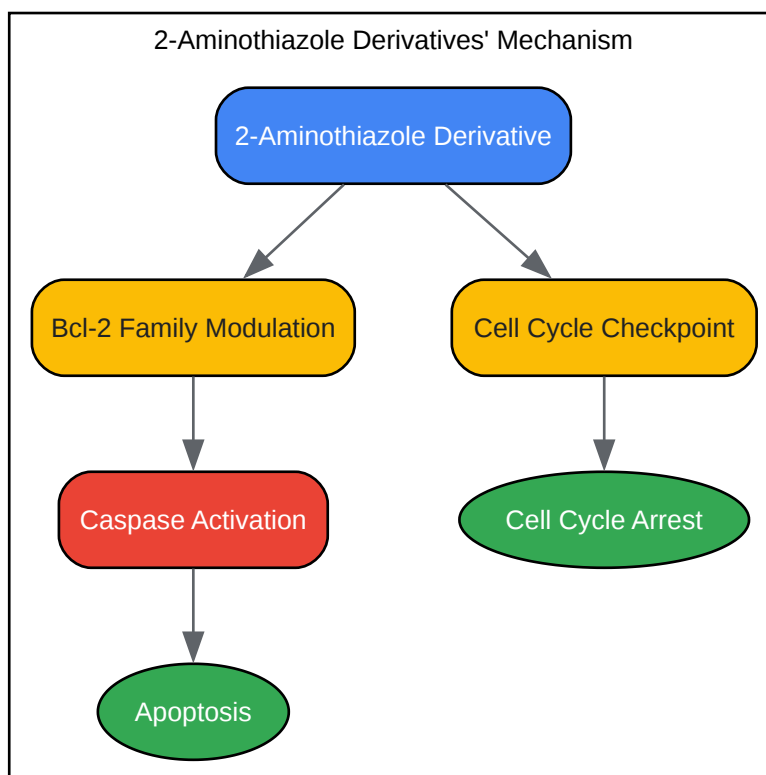 2-Aminothiazole Derivatives' Mechanism
2-Aminothiazole Derivative
Bcl-2 Family Modulation
Cell Cycle Checkpoint
Caspase Activation
Cell Cycle Arrest
Apoptosis